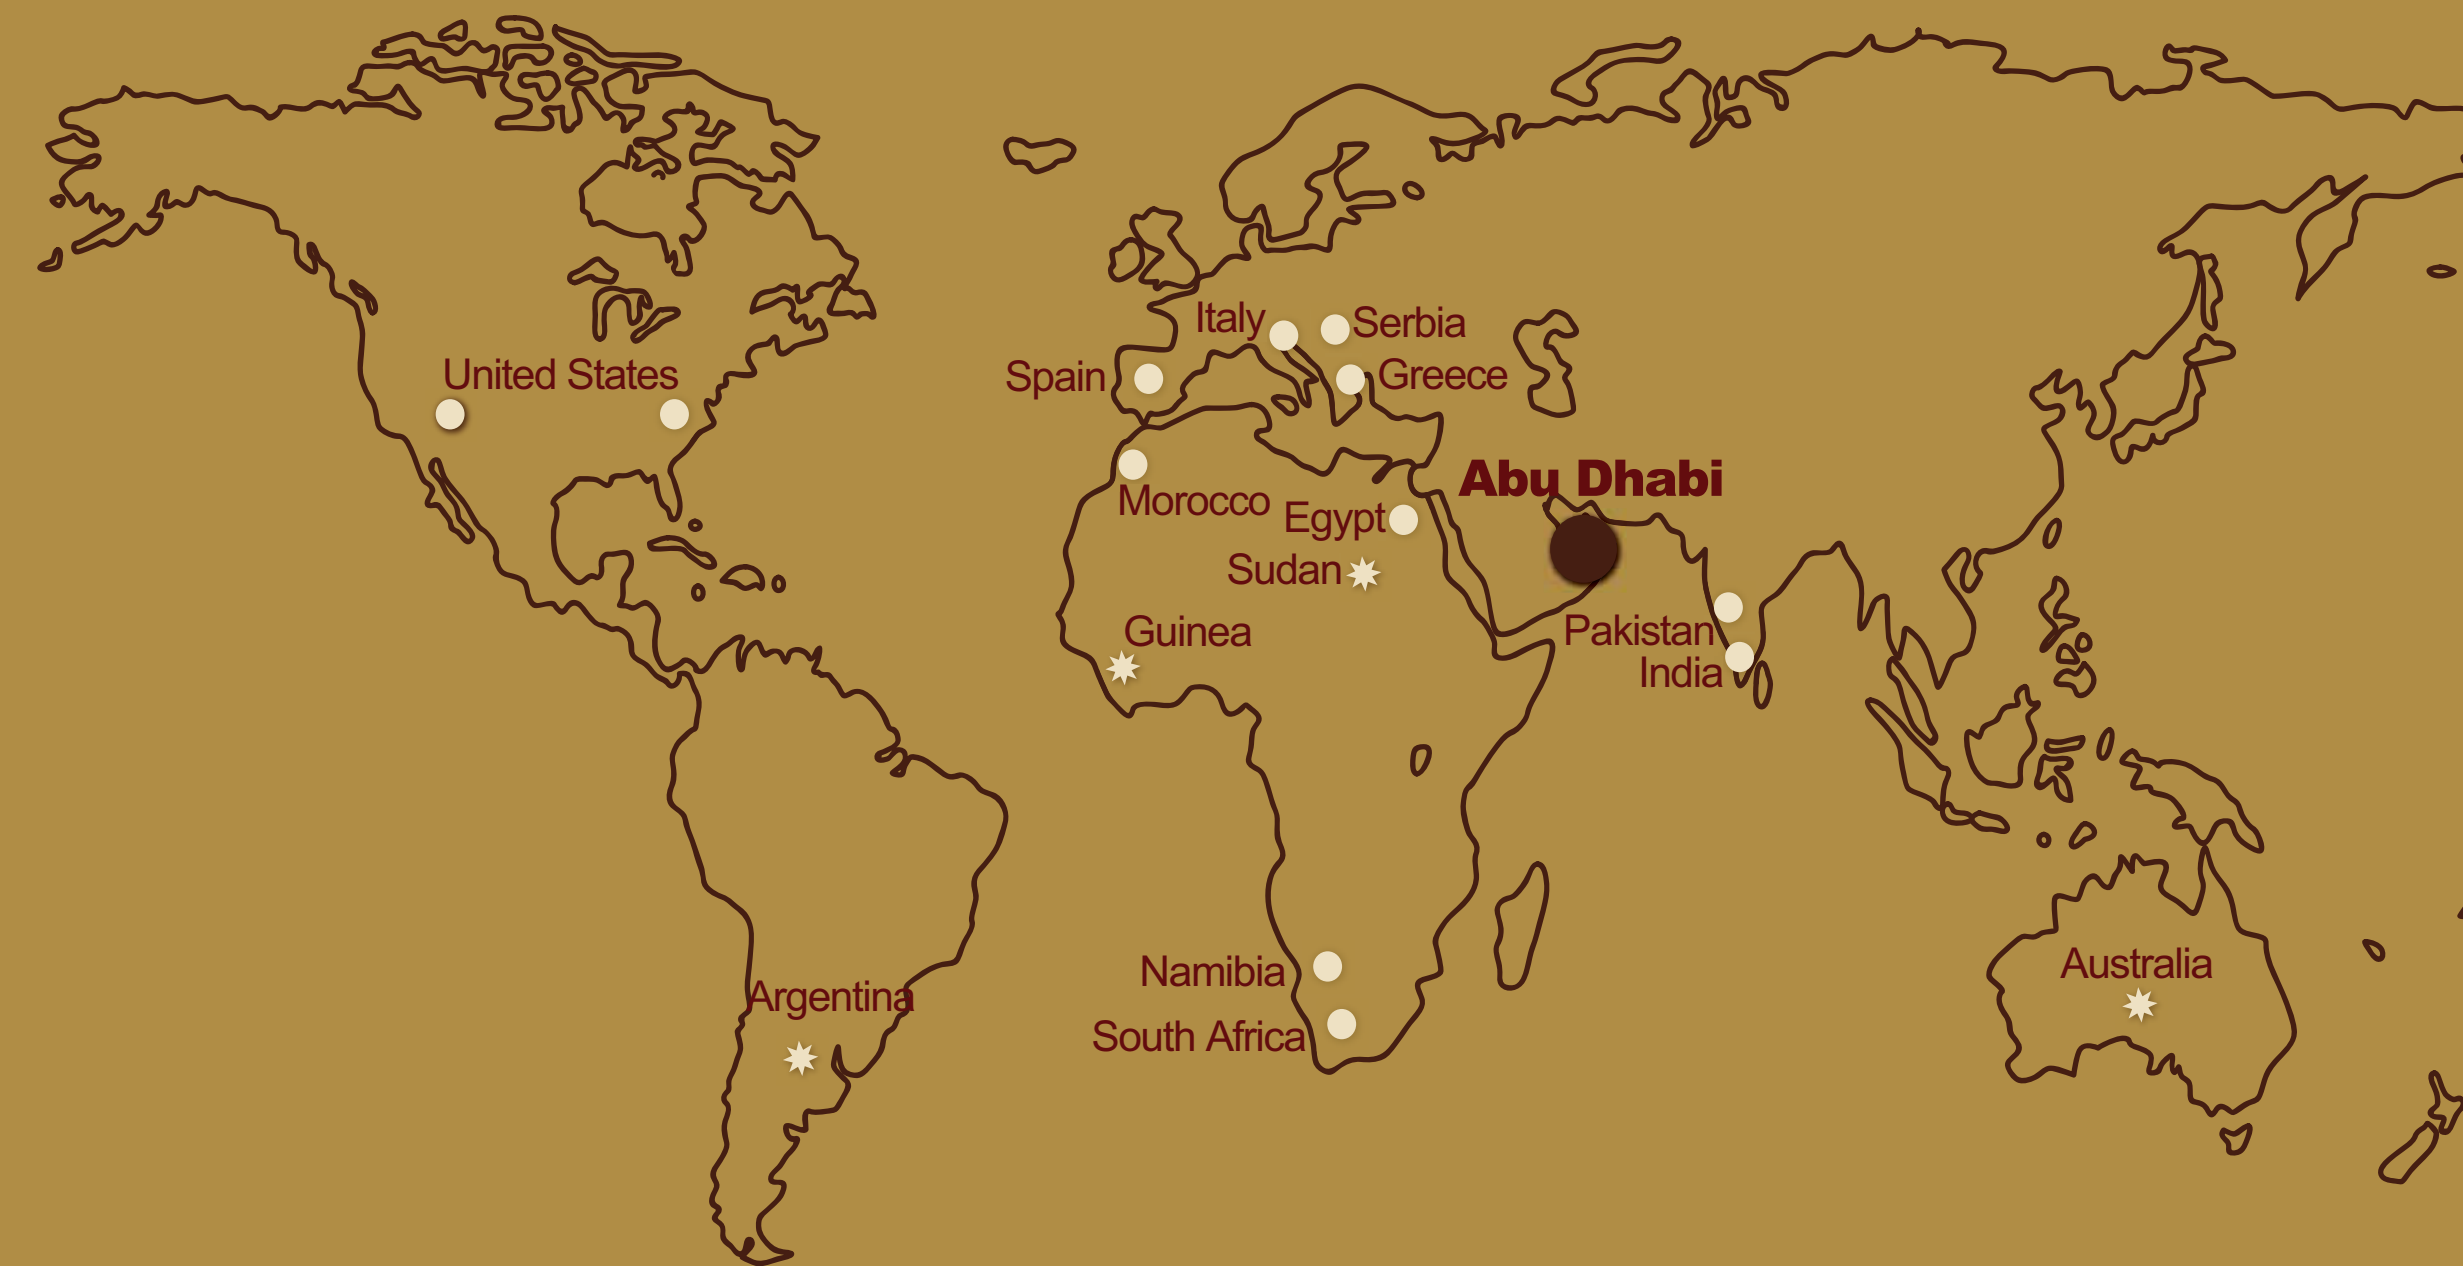 Italy
Serbia
United States
Spain
Greece
Abu Dhabi
Morocco
Egypt
Sudan
Guinea
Pakistan
India
Namibia
Australia
Argentina
South Africa